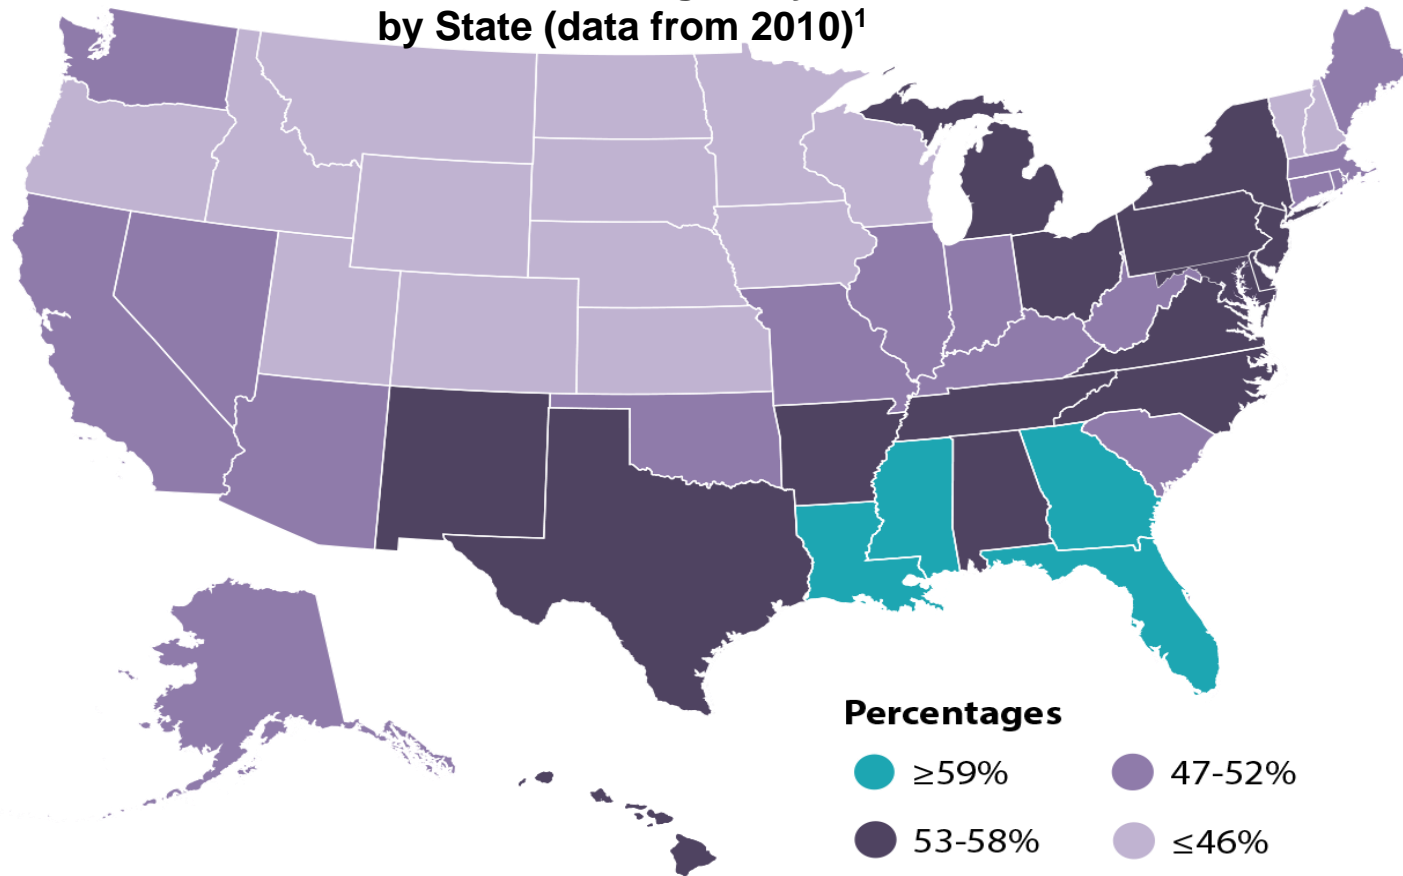 by State (data from 2010)¹
Percentages
≥59%
47-52%
53-58%
≤46%